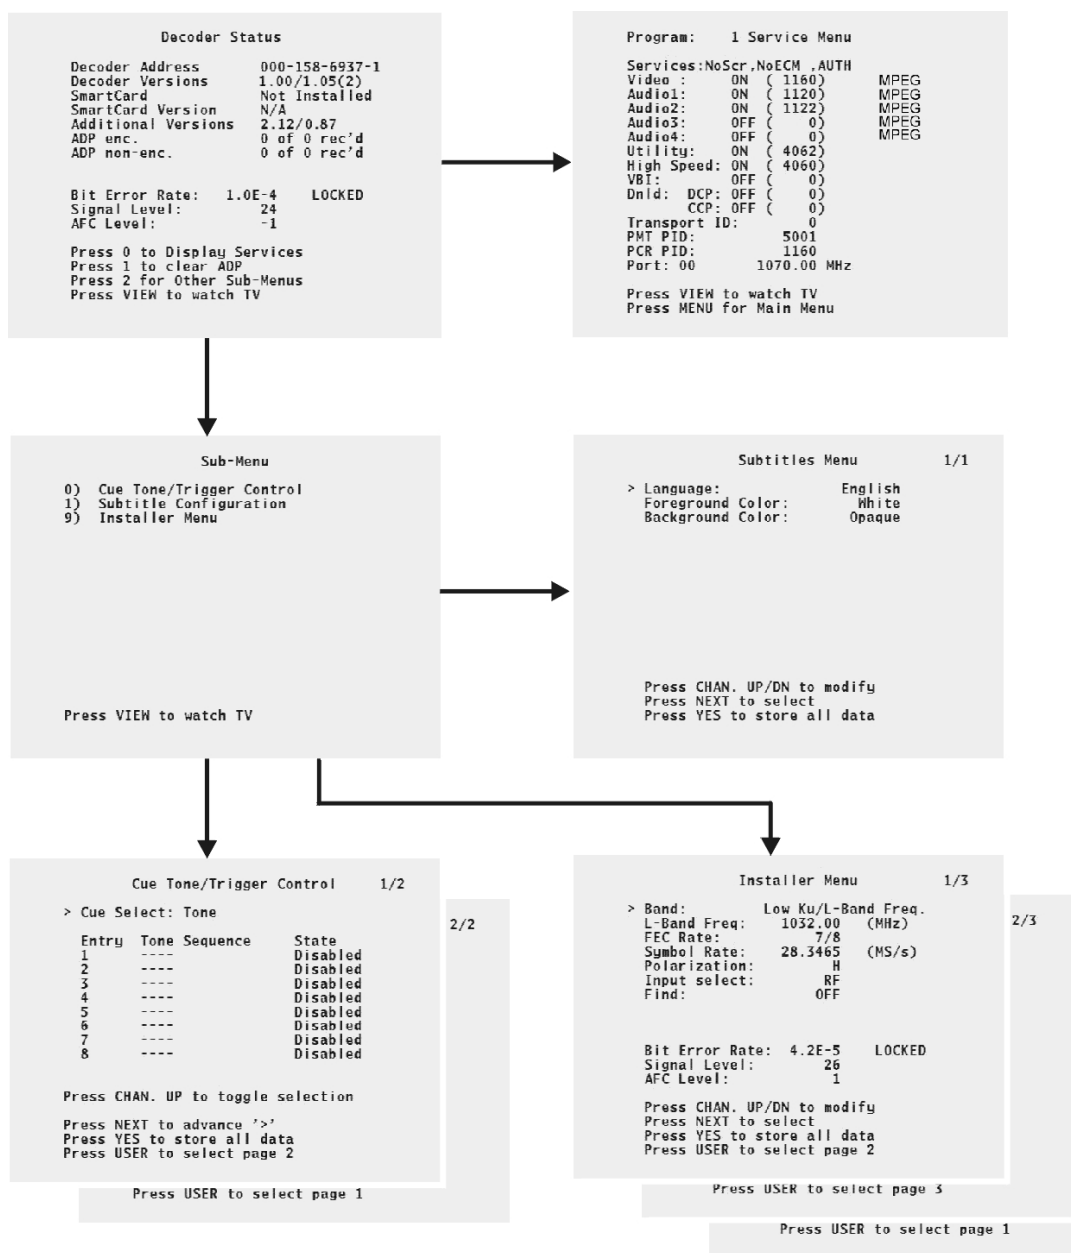 Decoder Status
Decoder Address 000-158-6937-1
Decoder Versions 1.00/1.05(2)
SmartCard Not Installed
SmartCard Version N/A
Additional Versions 2.12/0.87
ADP enc. 0 of 0 rec'd
ADP non-enc. 0 of 0 rec'd
Bit Error Rate: 1.0E-4 LOCKED
Signal Level: 24
AFC Level: -1
Press 0 to Display Services
Press 1 to clear ADP
Press 2 for Other Sub-Menus
Press VIEW to watch TV
Program: 1 Service Menu
Services:NoScr,NoECM ,AUTH
Video : ON ( 1160) MPEG
Audio1: ON ( 1120) MPEG
Audio2: ON ( 1122) MPEG
Audio3: OFF ( 0) MPEG
Audio4: OFF ( 0) MPEG
Utility: ON ( 4062)
High Speed: ON ( 4060)
VBI: OFF ( 0)
Dnld: DCP: OFF ( 0)
CCP: OFF ( 0)
Transport ID: 0
PMT PID: 5001
PCR PID: 1160
Port: 00 1070.00 MHz
Press VIEW to watch TV
Press MENU for Main Menu
Sub-Menu
0) Cue Tone/Trigger Control
1) Subtitle Configuration
9) Installer Menu
Press VIEW to watch TV
Subtitles Menu 1/1
> Language: English
Foreground Color: White
Background Color: Opaque
Press CHAN. UP/DN to modify
Press NEXT to select
Press YES to store all data
Cue Tone/Trigger Control 1/2
> Cue Select: Tone
Entry Tone Sequence State
1 ---- Disabled
2 ---- Disabled
3 ---- Disabled
4 ---- Disabled
5 ---- Disabled
6 ---- Disabled
7 ---- Disabled
8 ---- Disabled
Press CHAN. UP to toggle selection
Press NEXT to advance '>'
Press YES to store all data
Press USER to select page 2
2/2
Press USER to select page 1
Installer Menu 1/3
> Band: Low Ku/L-Band Freq.
L-Band Freq: 1032.00 (MHz)
FEC Rate: 7/8
Symbol Rate: 28.3465 (MS/s)
Polarization: H
Input select: RF
Find: OFF
Bit Error Rate: 4.2E-5 LOCKED
Signal Level: 26
AFC Level: 1
Press CHAN. UP/DN to modify
Press NEXT to select
Press YES to store all data
Press USER to select page 2
2/3
Press USER to select page 3
Press USER to select page 1